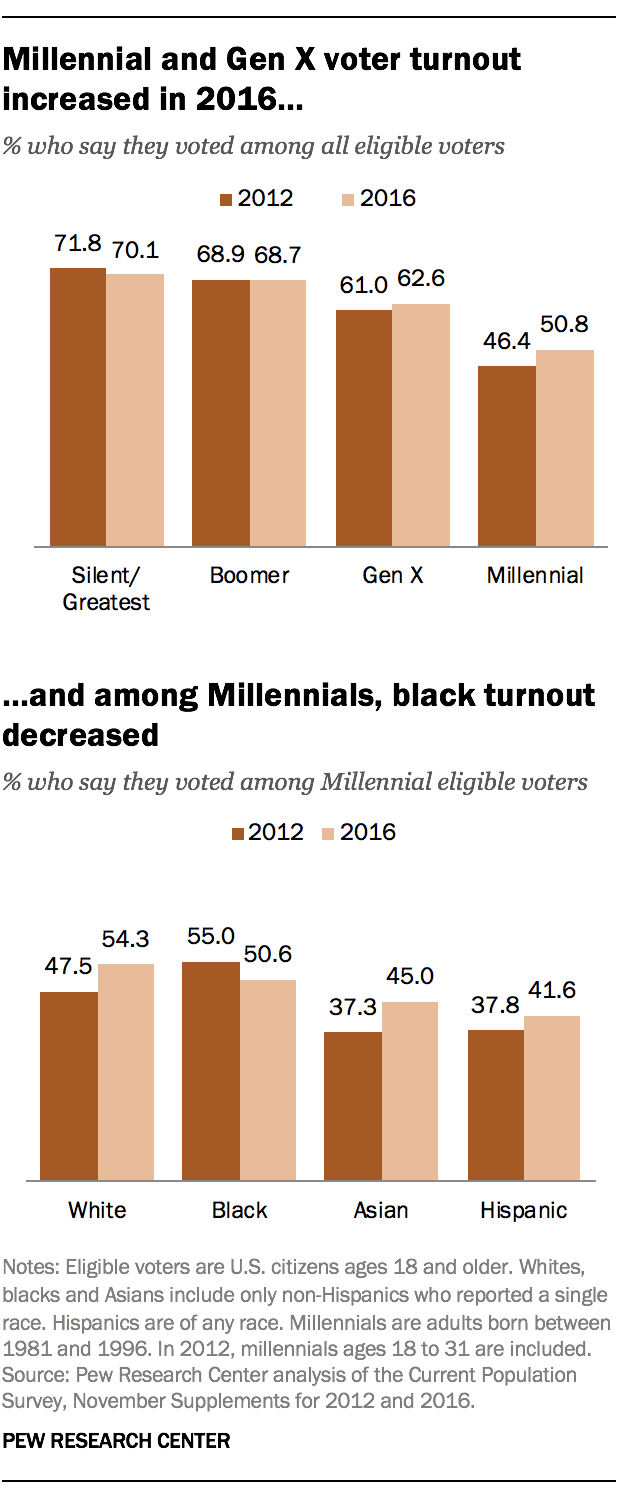 Millennial and Gen X voter turnout
increased in 2016...
% who say they voted among all eligible voters
2012 2016
71.8 70.1 68.9 68.7 61.0 62.6 46.4 50.8
Silent/ Boomer Gen X Millennial
Greatest
...and among Millennials, black turnout
decreased
% who say they voted among Millennial eligible voters
2012 2016
47.5 54.3 55.0 50.6 37.3 45.0 37.8 41.6
White Black Asian Hispanic
Notes: Eligible voters are U.S. citizens ages 18 and older. Whites,
blacks and Asians include only non-Hispanics who reported a single
race. Hispanics are of any race. Millennials are adults born between
1981 and 1996. In 2012, millennials ages 18 to 31 are included.
Source: Pew Research Center analysis of the Current Population
Survey, November Supplements for 2012 and 2016.
PEW RESEARCH CENTER